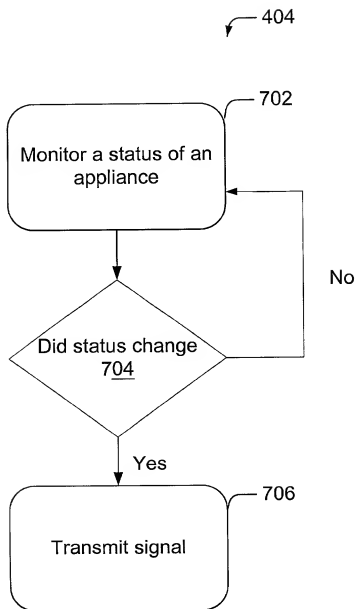 404
702
Monitor a status of an
appliance
No
Did status change
704
Yes
706
Transmit signal